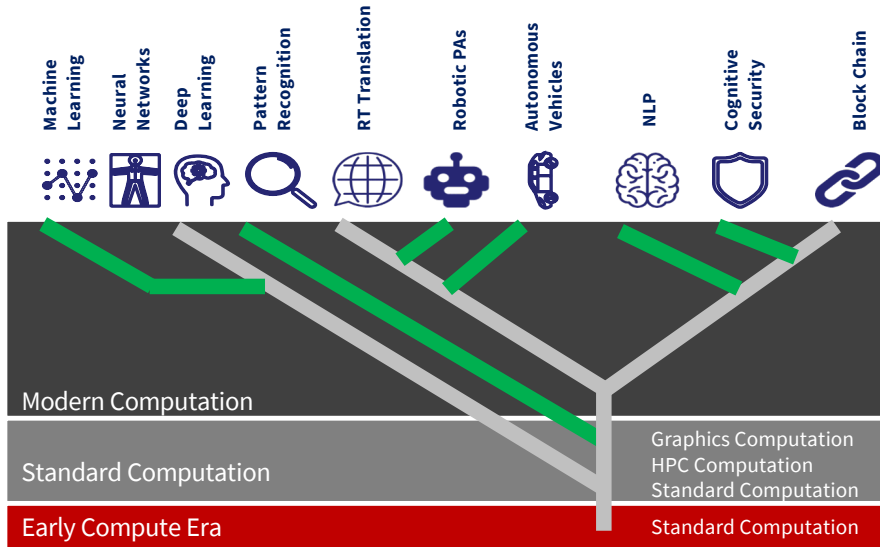 Machine
Learning
Neural
Networks
Deep
Learning
Pattern
Recognition
RT Translation
Robotic PAs
Autonomous
Vehicles
NLP
Cognitive
Security
Block Chain
Modern Computation
Standard Computation
Graphics Computation
HPC Computation
Standard Computation
Early Compute Era
Standard Computation